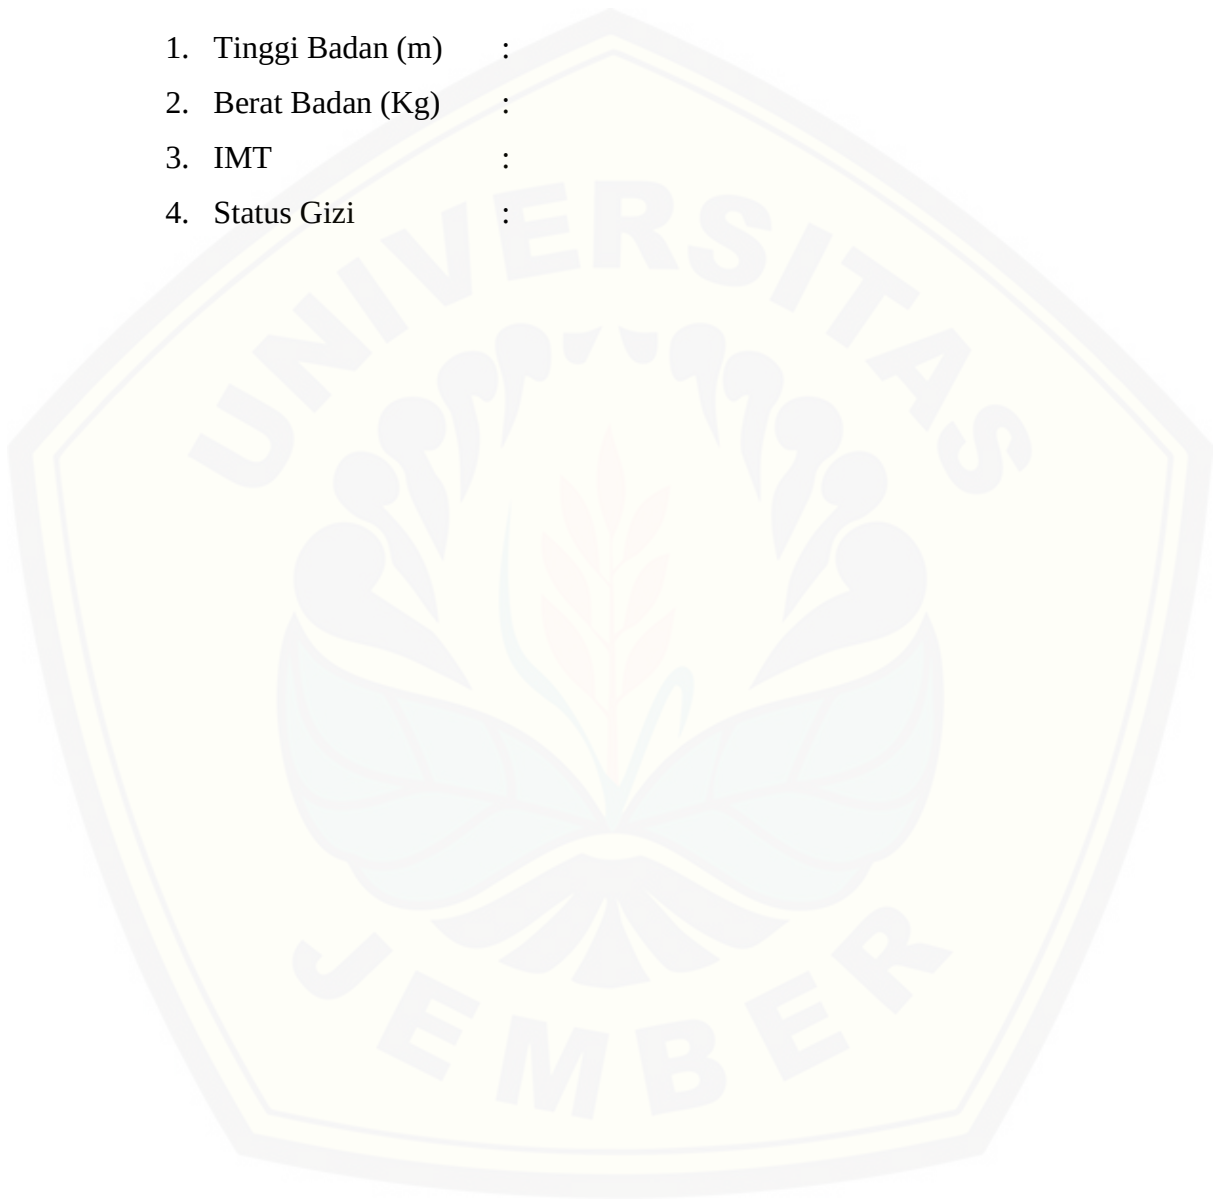 1. Tinggi Badan (m) :
2. Berat Badan (Kg) :
3. IMT :
4. Status Gizi :
UNIVERSITAS
JEMBER